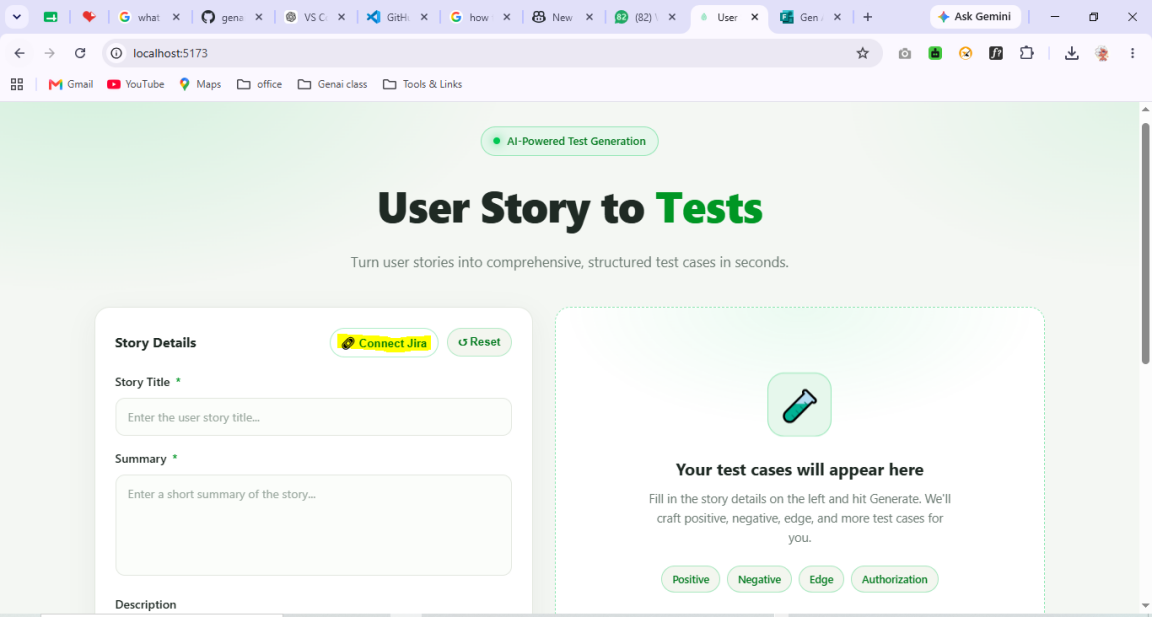 what
gena
VS C
GitHu
how
New
(82)
User
Gen
Ask Gemini
localhost:5173
Gmail
YouTube
Maps
office
Genai class
Tools & Links
AI-Powered Test Generation
User Story to Tests
Turn user stories into comprehensive, structured test cases in seconds.
Story Details
Connect Jira
Reset
Story Title *
Enter the user story title...
Summary *
Enter a short summary of the story...
Description
Your test cases will appear here
Fill in the story details on the left and hit Generate. We'll
craft positive, negative, edge, and more test cases for
you.
Positive
Negative
Edge
Authorization